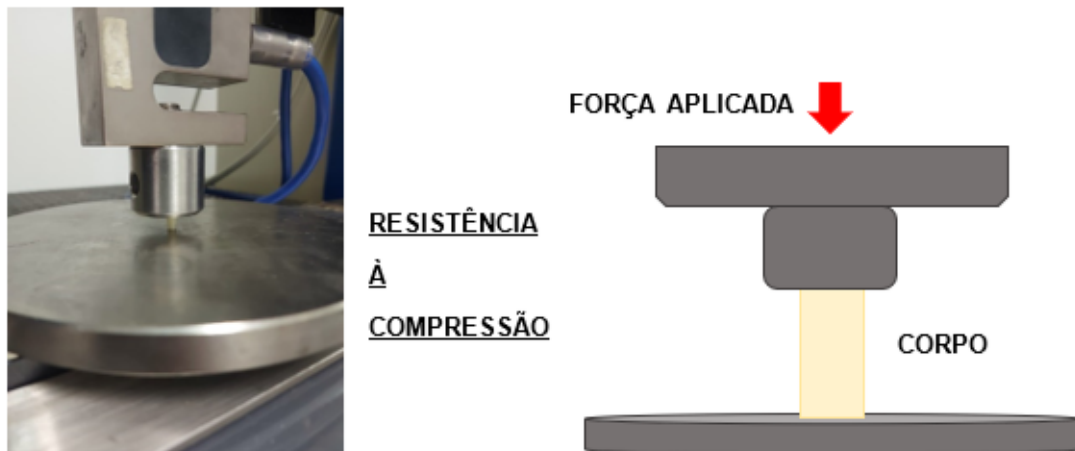 FORÇA APLICADA
RESISTÊNCIA
À
COMPRESSÃO
CORPO